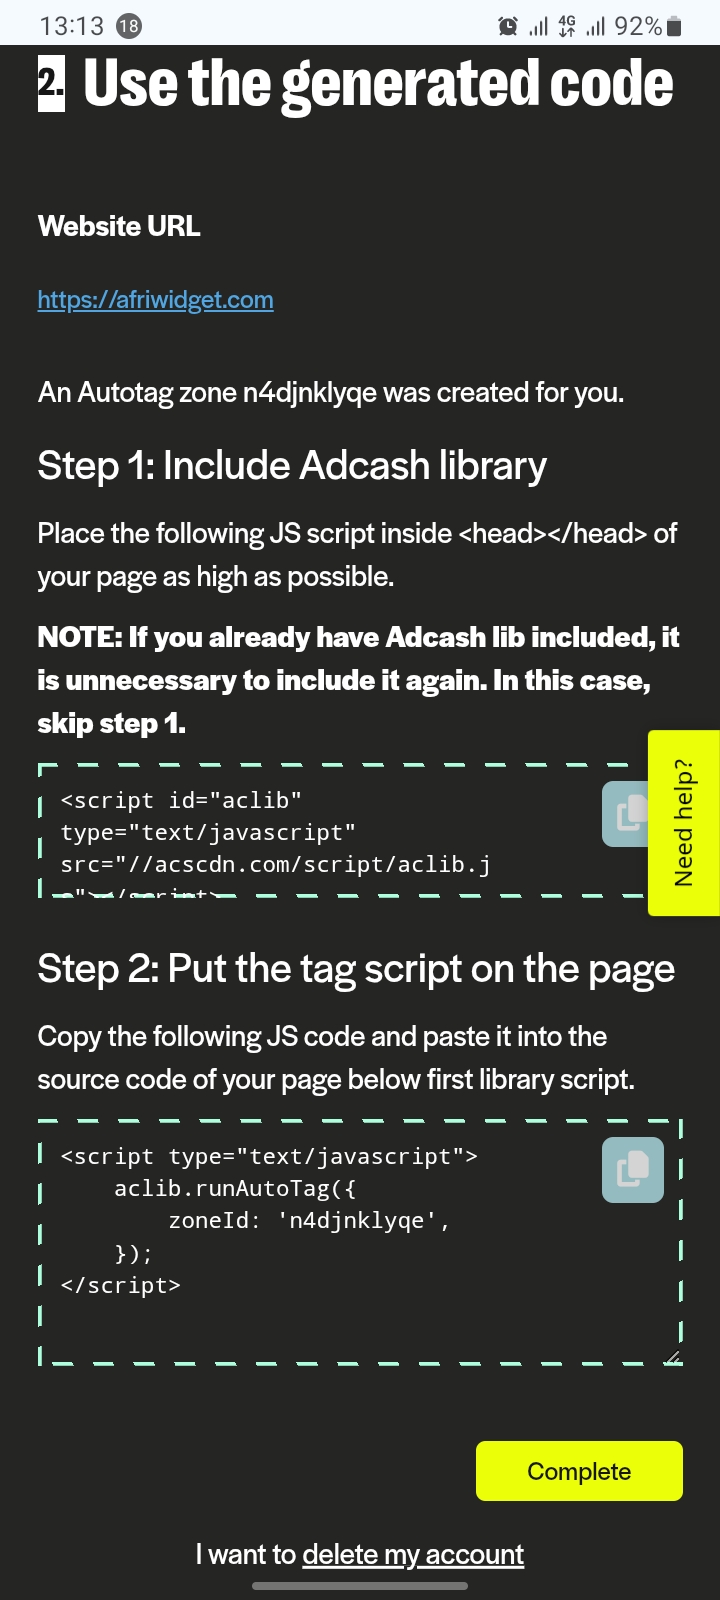 13:13 18 4G 92%
2. Use the generated code
Website URL
https://afriwidget.com
An Autotag zone n4djnklyqe was created for you.
Step 1: Include Adcash library
Place the following JS script inside <head></head> of
your page as high as possible.
NOTE: If you already have Adcash lib included, it
is unnecessary to include it again. In this case,
skip step 1.
<script id="aclib"
type="text/javascript"
src="//acscdn.com/script/aclib.j
s"></script>
Need help?
Step 2: Put the tag script on the page
Copy the following JS code and paste it into the
source code of your page below first library script.
<script type="text/javascript">
aclib.runAutoTag({
zoneId: 'n4djnklyqe',
});
</script>
Complete
I want to delete my account